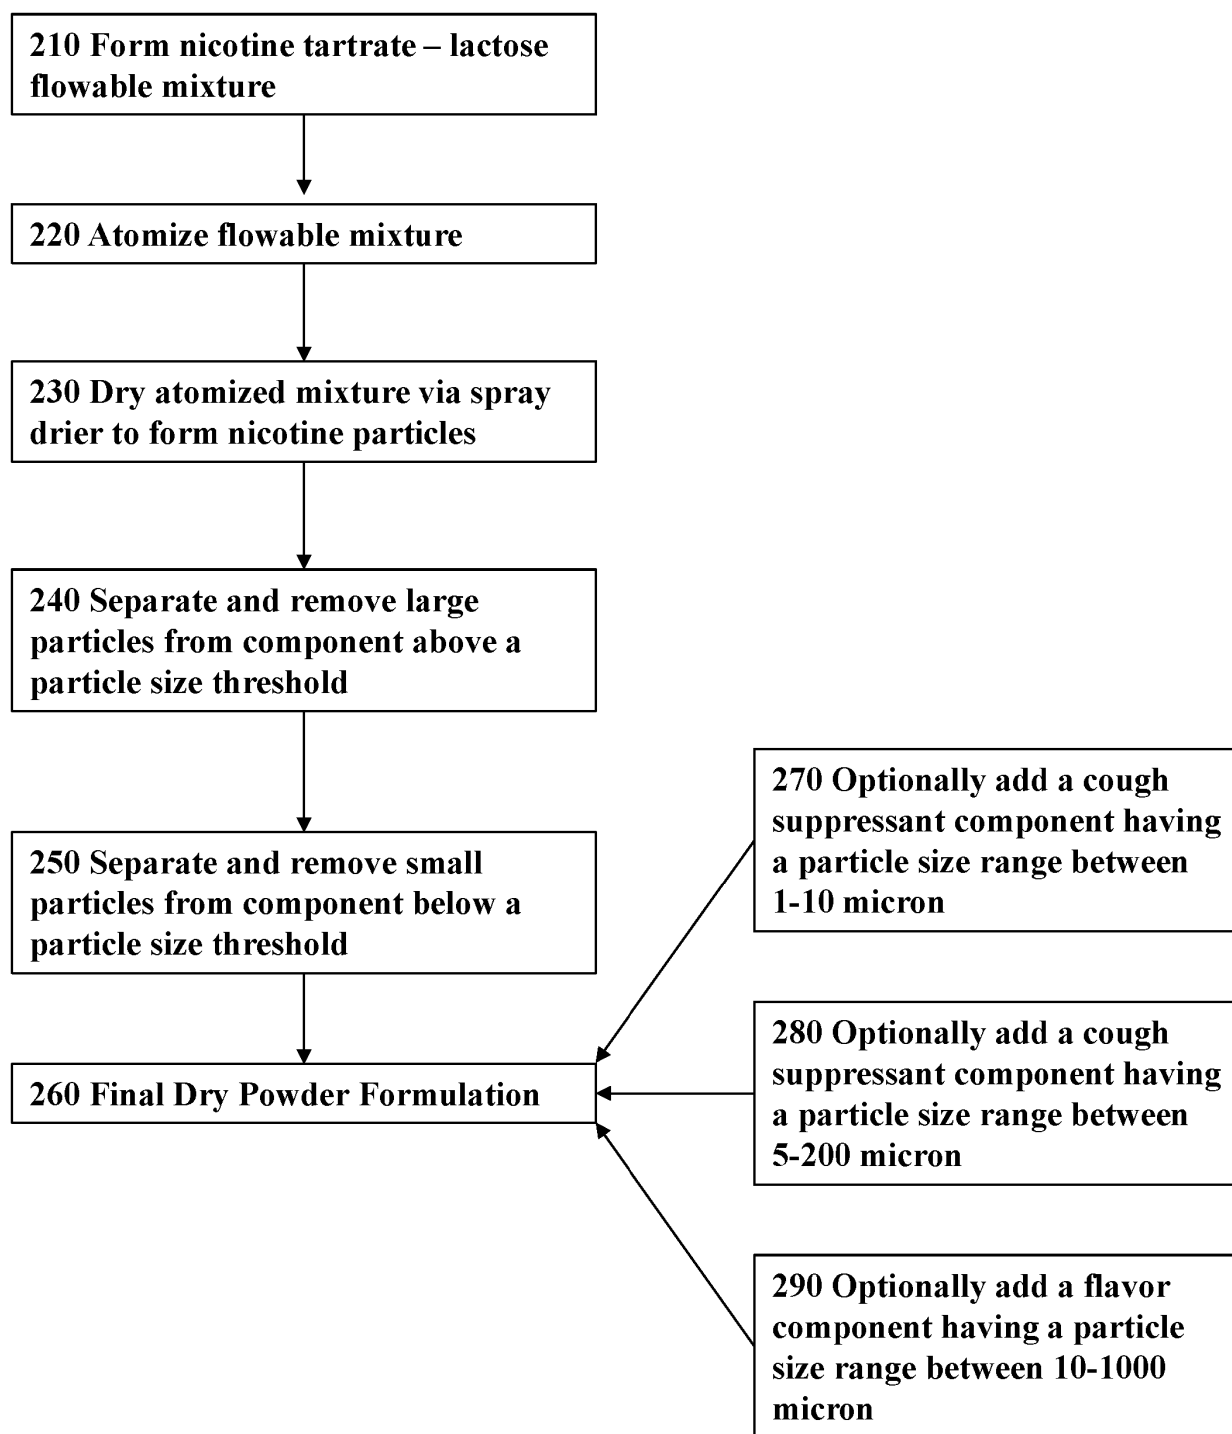 210 Form nicotine tartrate – lactose
flowable mixture
220 Atomize flowable mixture
230 Dry atomized mixture via spray
drier to form nicotine particles
240 Separate and remove large
particles from component above a
particle size threshold
250 Separate and remove small
particles from component below a
particle size threshold
260 Final Dry Powder Formulation
270 Optionally add a cough
suppressant component having
a particle size range between
1-10 micron
280 Optionally add a cough
suppressant component having
a particle size range between
5-200 micron
290 Optionally add a flavor
component having a particle
size range between 10-1000
micron